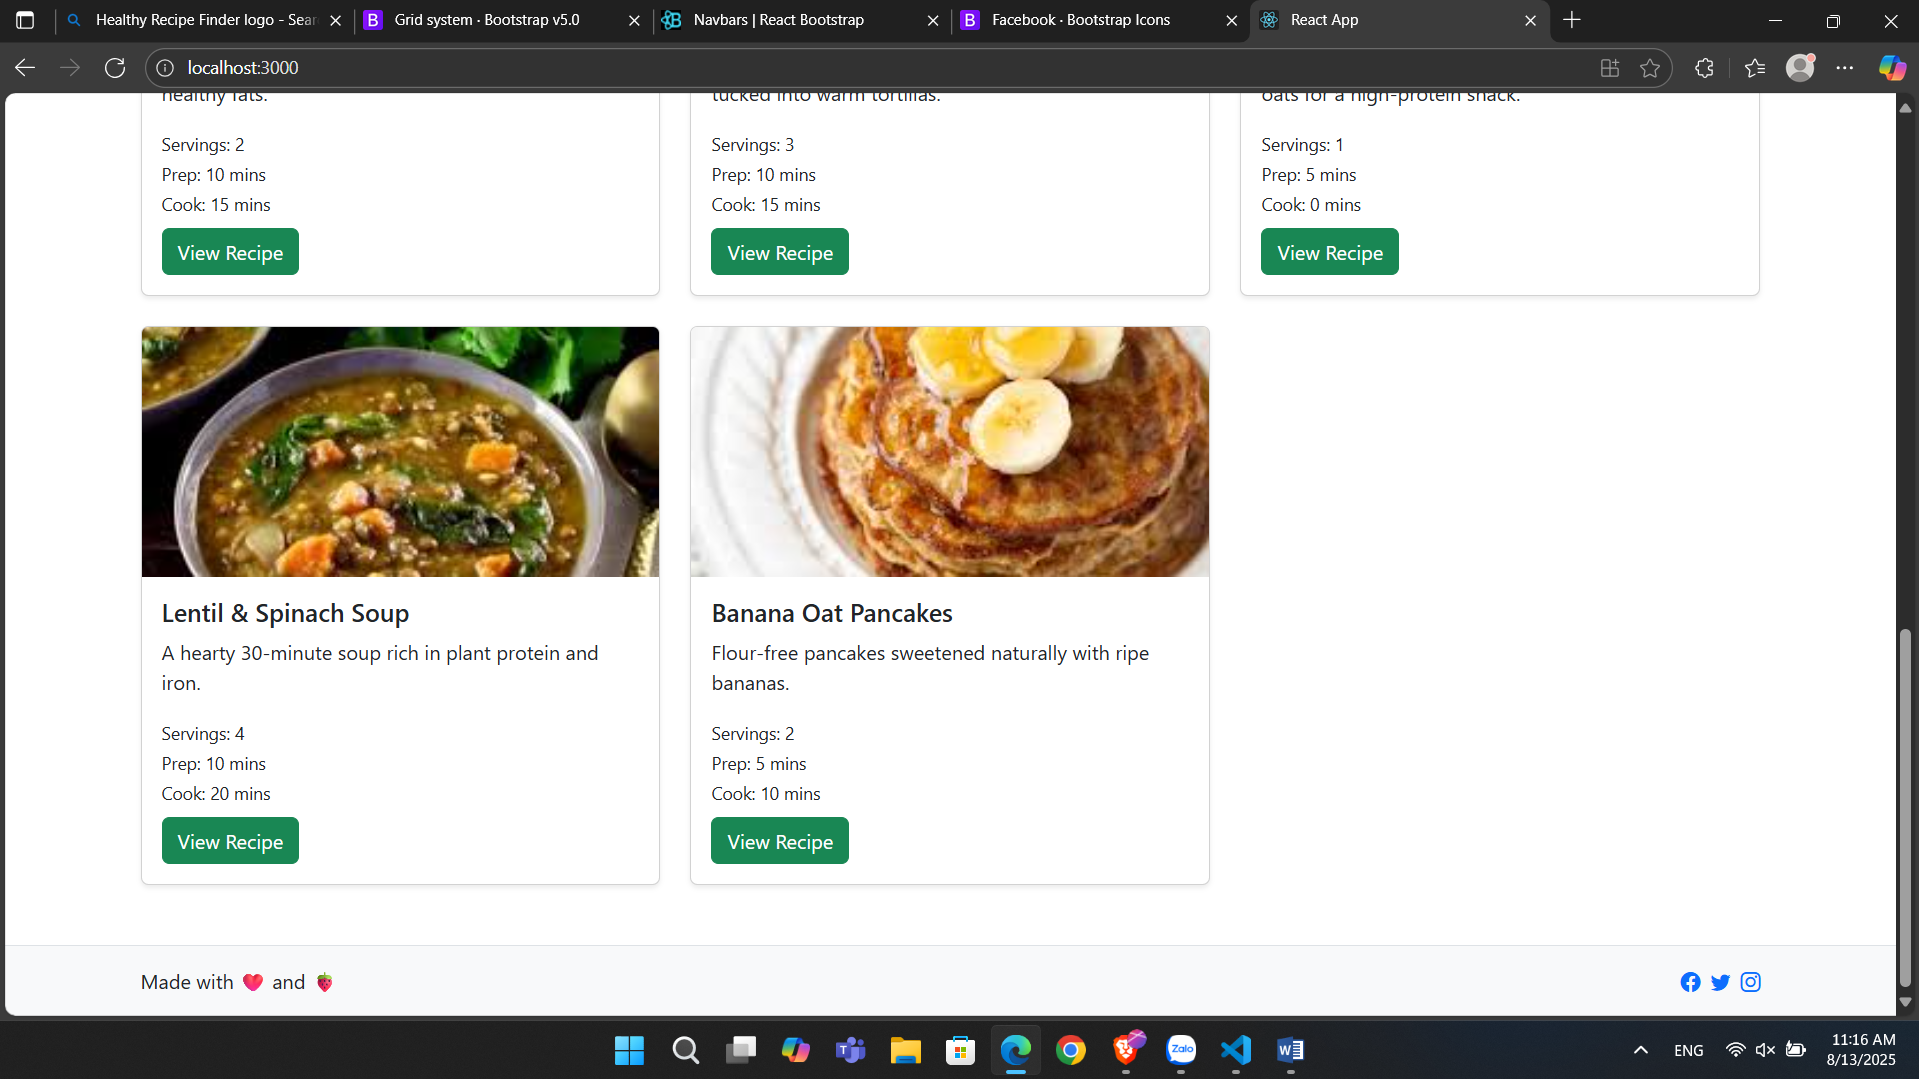 Healthy Recipe Finder logo - Sear
Grid system · Bootstrap v5.0
Navbars | React Bootstrap
Facebook · Bootstrap Icons
React App
localhost:3000
healthy fats.
Servings: 2
Prep: 10 mins
Cook: 15 mins
View Recipe
tucked into warm tortillas.
Servings: 3
Prep: 10 mins
Cook: 15 mins
View Recipe
oats for a high-protein snack.
Servings: 1
Prep: 5 mins
Cook: 0 mins
View Recipe
Lentil & Spinach Soup
A hearty 30-minute soup rich in plant protein and
iron.
Servings: 4
Prep: 10 mins
Cook: 20 mins
View Recipe
Banana Oat Pancakes
Flour-free pancakes sweetened naturally with ripe
bananas.
Servings: 2
Prep: 5 mins
Cook: 10 mins
View Recipe
Made with ❤️ and 🍓
Zalo
ENG
11:16 AM
8/13/2025